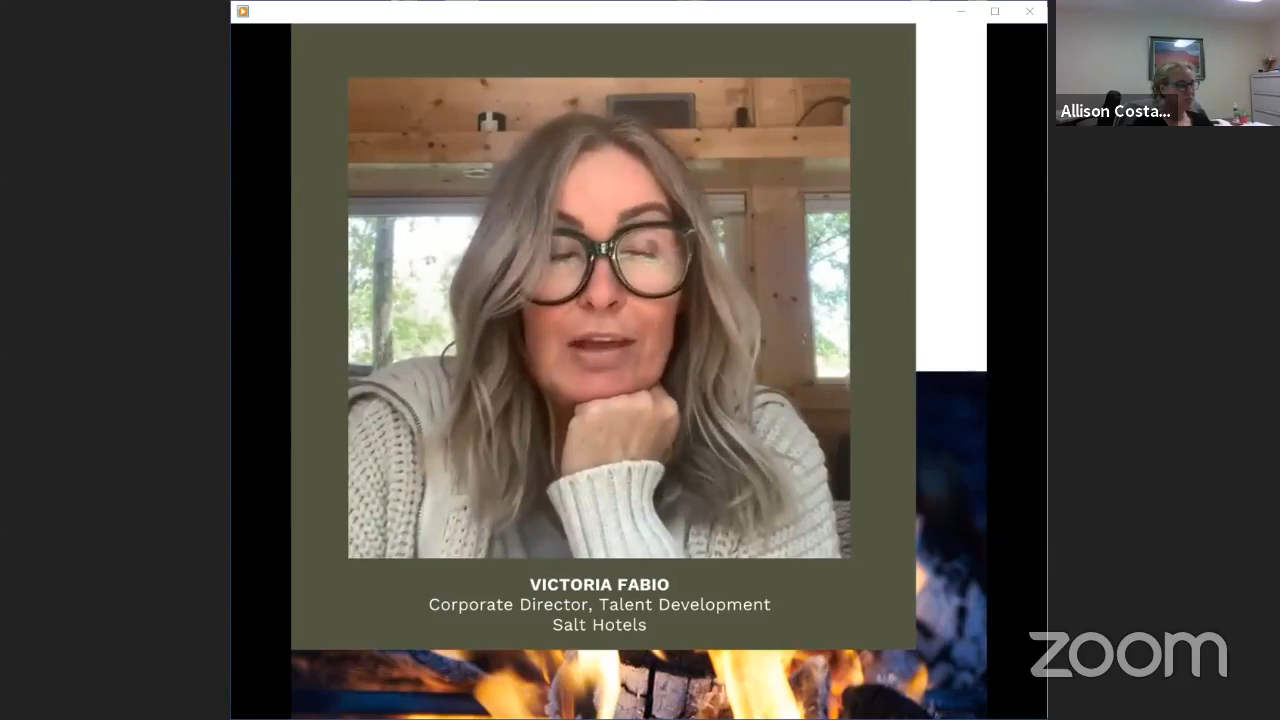 Allison Costa...
VICTORIA FABIO
Corporate Director, Talent Development
Salt Hotels
zoom